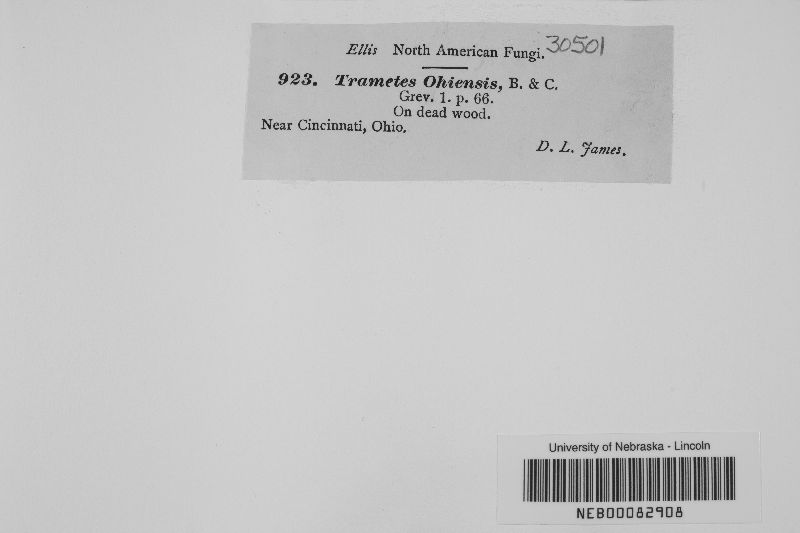 Ellis North American Fungi. 30501
923. Trametes Ohiensis, B. & C.
Grev. 1. p. 66.
On dead wood.
Near Cincinnati, Ohio.
D. L. James.
University of Nebraska - Lincoln
NEB00082908